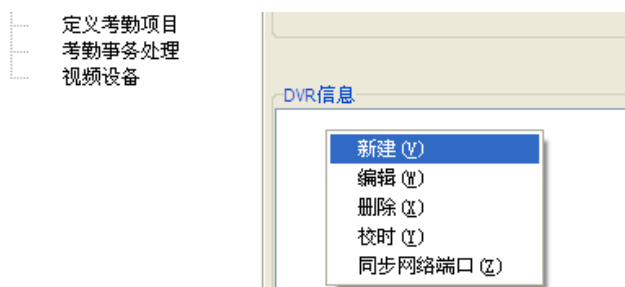 定义考勤项目
考勤事务处理
视频设备
DVR信息
新建(V)
编辑(W)
删除(X)
校时(Y)
同步网络端口(Z)